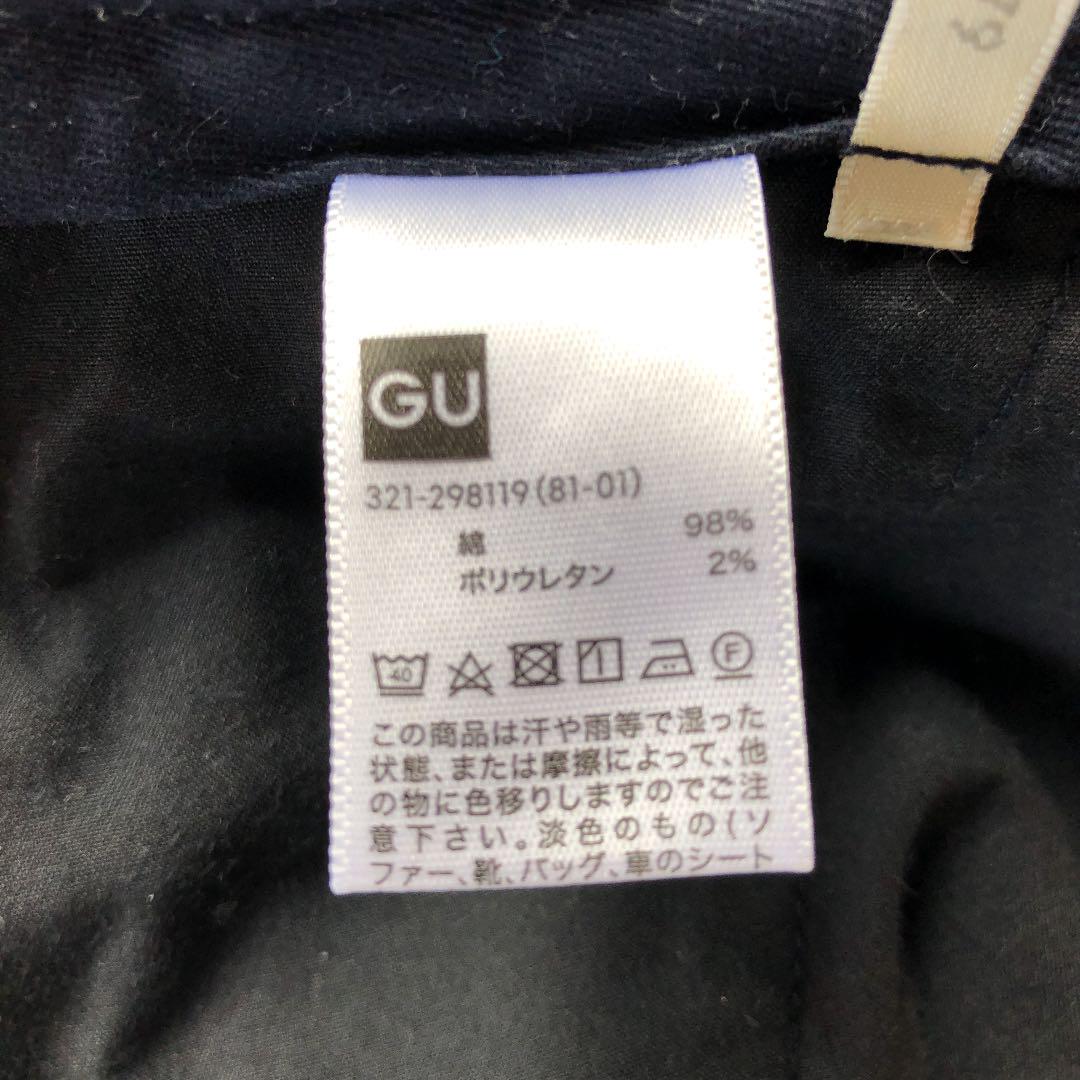 GU
321-298119(81-01)
綿 98%
ポリウレタン 2%
40
F
この商品は汗や雨等で湿った
状態、または摩擦によって、他
の物に色移りしますのでご注
意下さい。淡色のもの(ソ
ファー、靴、バッグ、車のシート